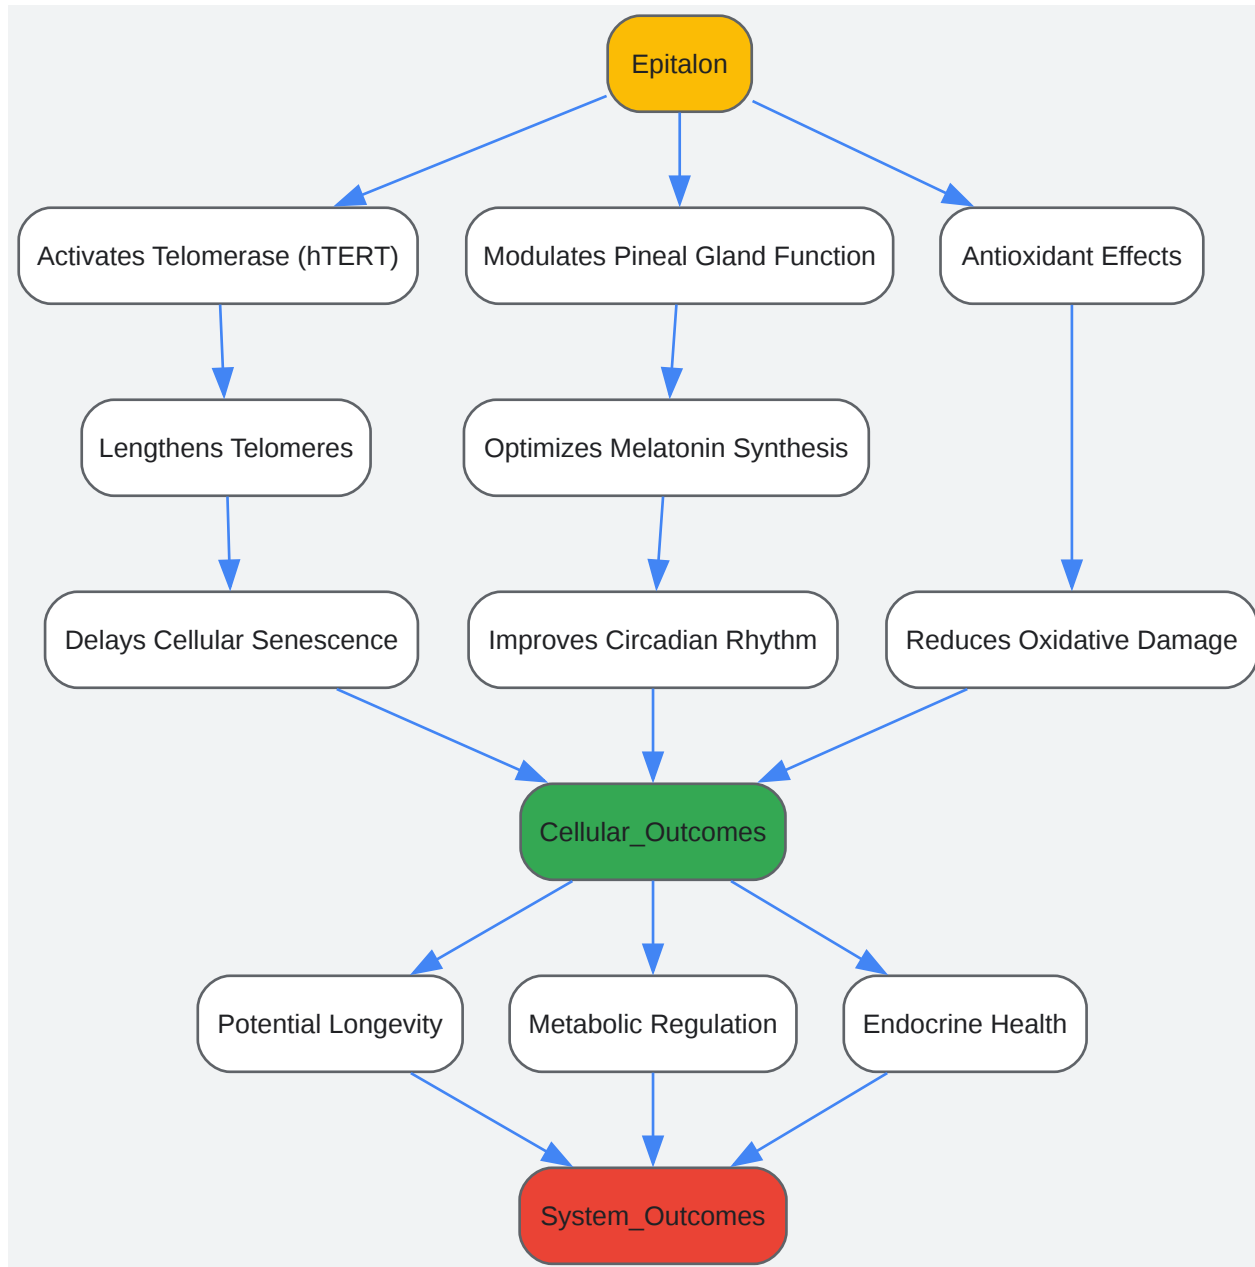 Epitalon
Activates Telomerase (hTERT)
Modulates Pineal Gland Function
Antioxidant Effects
Lengthens Telomeres
Optimizes Melatonin Synthesis
Delays Cellular Senescence
Improves Circadian Rhythm
Reduces Oxidative Damage
Cellular_Outcomes
Potential Longevity
Metabolic Regulation
Endocrine Health
System_Outcomes